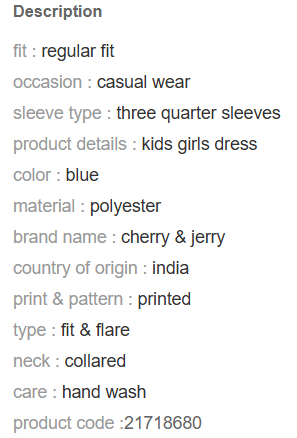 Description
fit : regular fit
occasion : casual wear
sleeve type : three quarter sleeves
product details : kids girls dress
color : blue
material : polyester
brand name : cherry & jerry
country of origin : india
print & pattern : printed
type : fit & flare
neck : collared
care : hand wash
product code :21718680